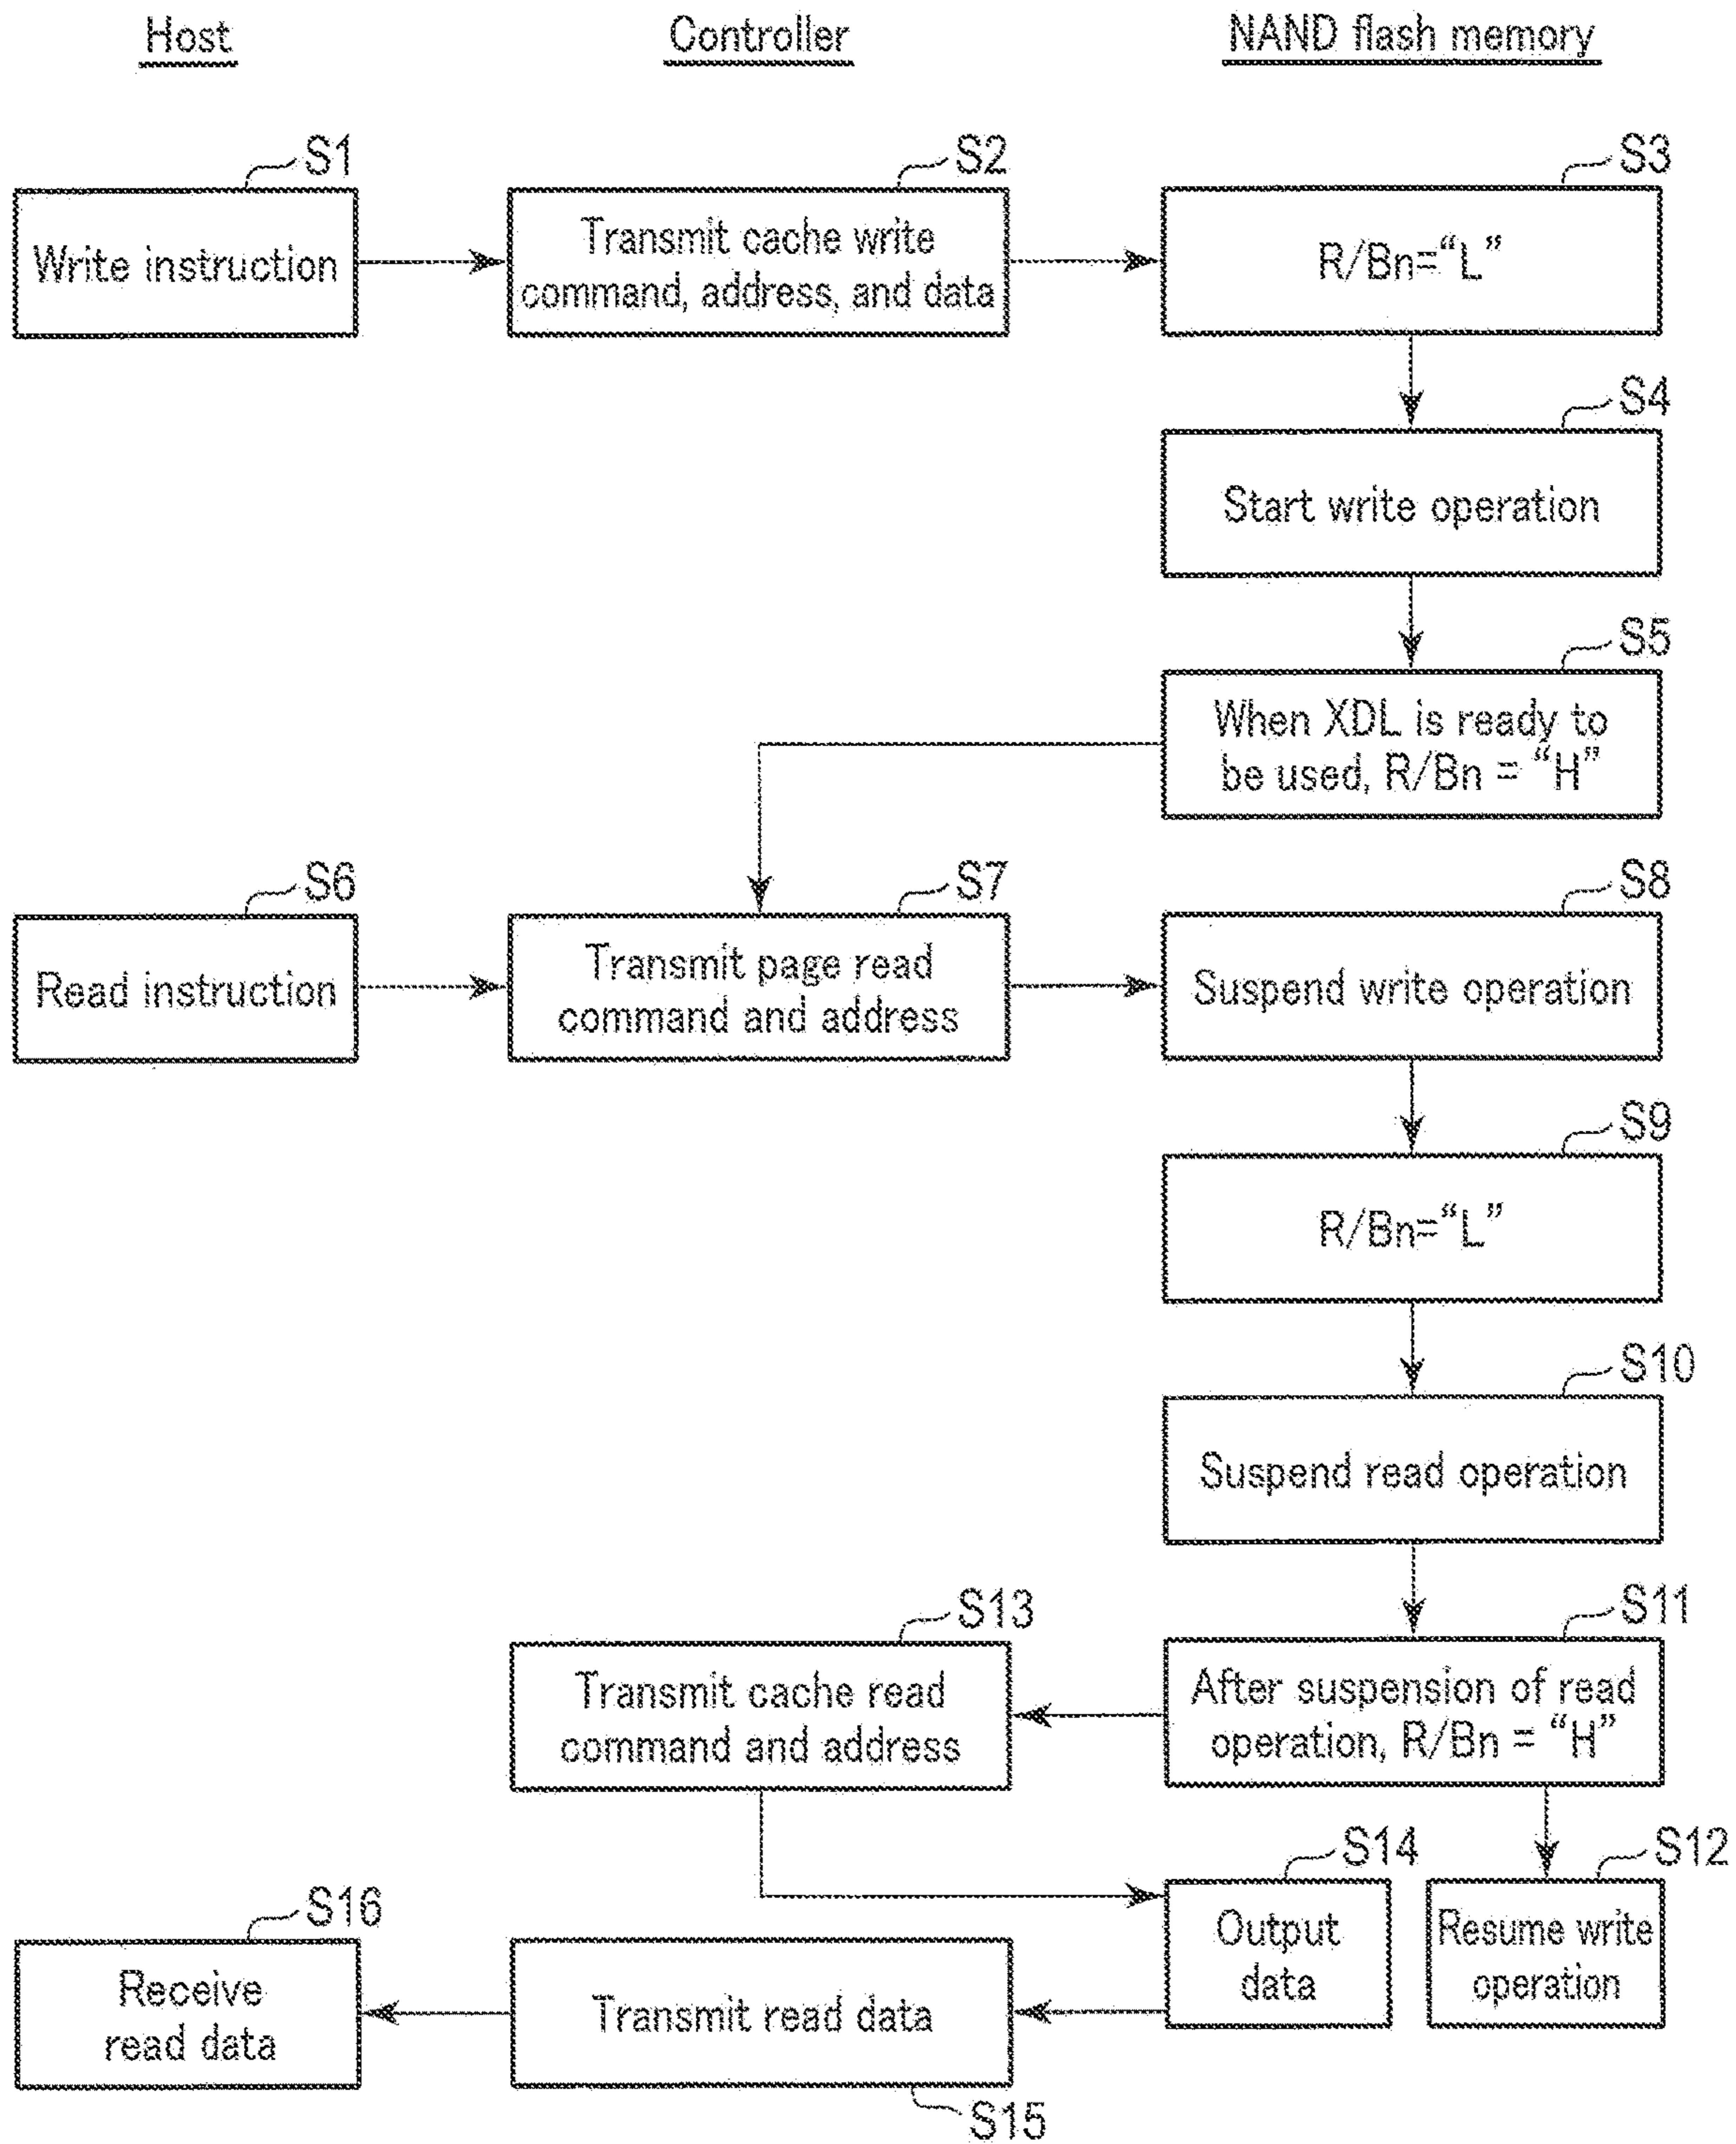 Host
Controller
NAND flash memory
S1
S2
S3
Write instruction
Transmit cache write
command, address, and data
R/Bn=“L”
S4
Start write operation
S5
When XDL is ready to
be used, R/Bn = “H”
S6
S7
S8
Read instruction
Transmit page read
command and address
Suspend write operation
S9
R/Bn=“L”
S10
Suspend read operation
S13
S11
Transmit cache read
command and address
After suspension of read
operation, R/Bn = “H”
S14
S12
Output
data
Resume write
operation
S16
Receive
read data
Transmit read data
S15